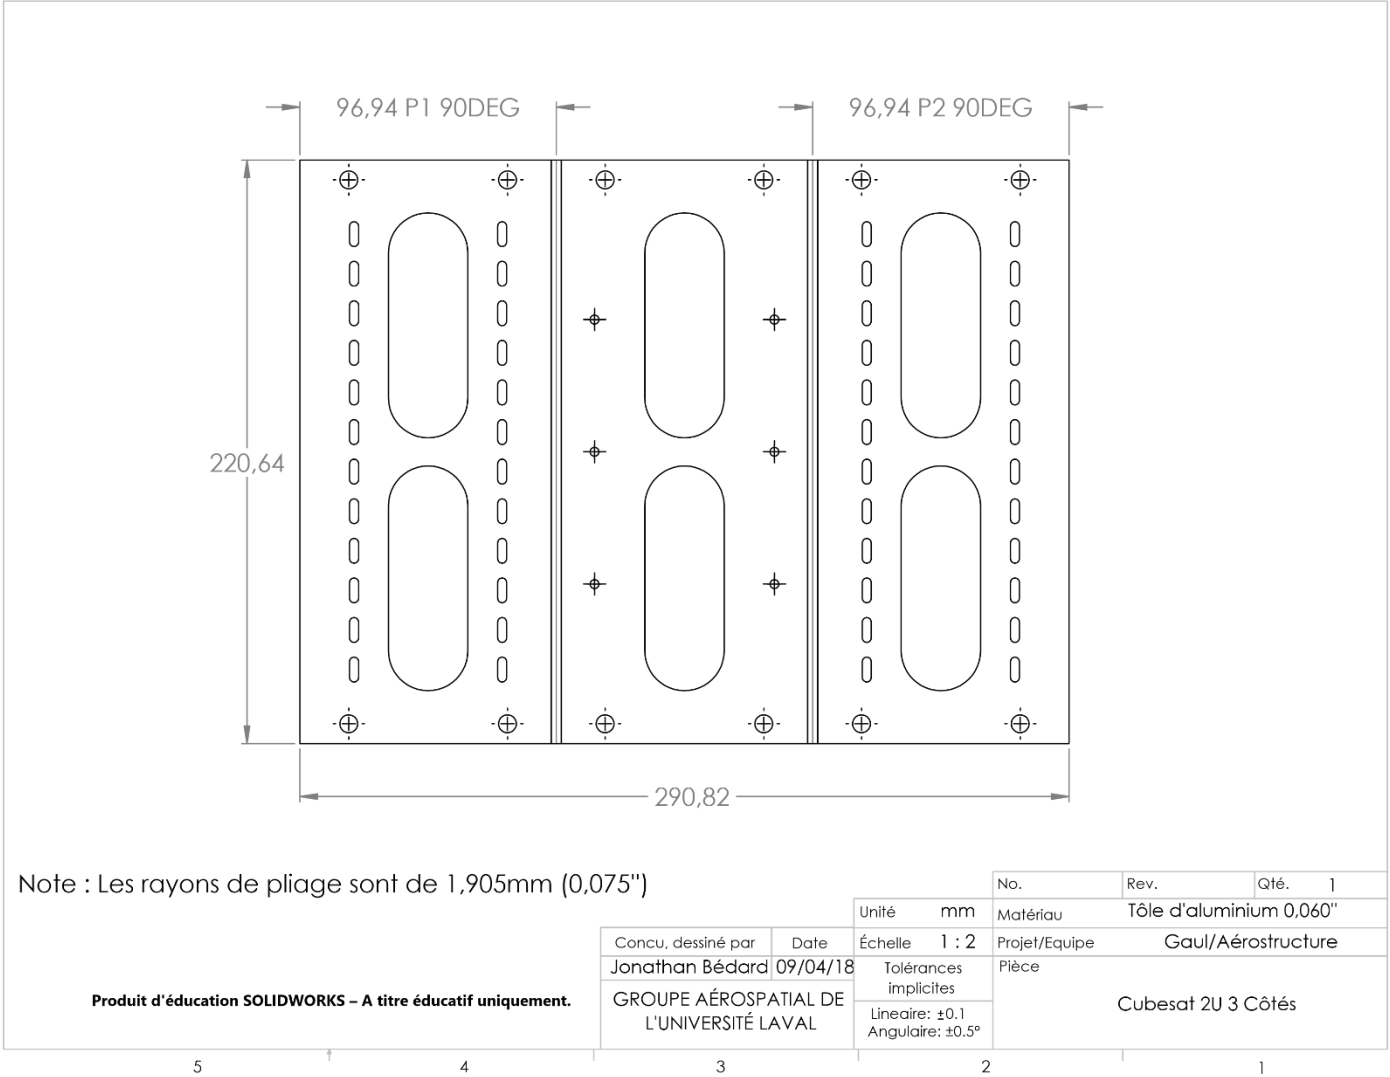 96,94 P1 90DEG
96,94 P2 90DEG
220,64
290,82
Note : Les rayons de pliage sont de 1,905mm (0,075")
No.
Rev.
Qté. 1
Unité mm
Matériau Tôle d'aluminium 0,060"
Concu, dessiné par
Date
Échelle 1 : 2
Projet/Equipe Gaul/Aérostructure
Jonathan Bédard
09/04/18
Tolérances
implicites
Pièce
Produit d'éducation SOLIDWORKS – A titre éducatif uniquement.
GROUPE AÉROSPATIAL DE
L'UNIVERSITÉ LAVAL
Lineaire: ±0.1
Angulaire: ±0.5°
Cubesat 2U 3 Côtés
5 4 3 2 1